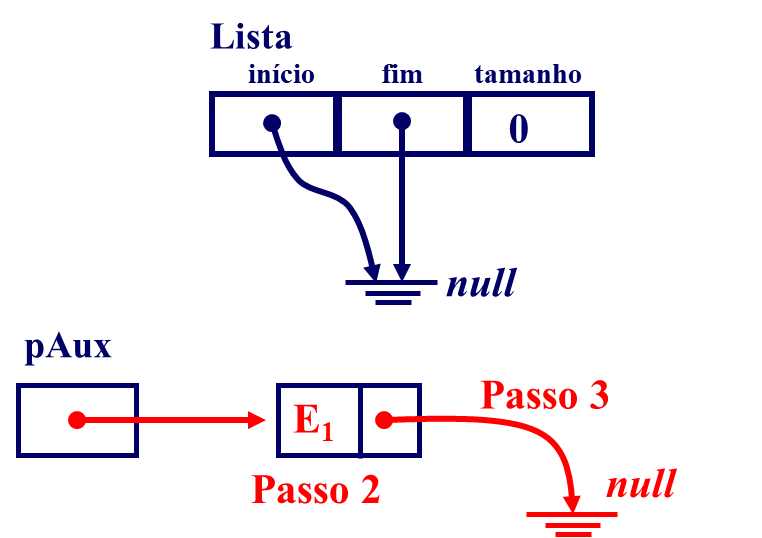 Lista
início fim tamanho
0
null
pAux
Passo 3
E₁
Passo 2
null